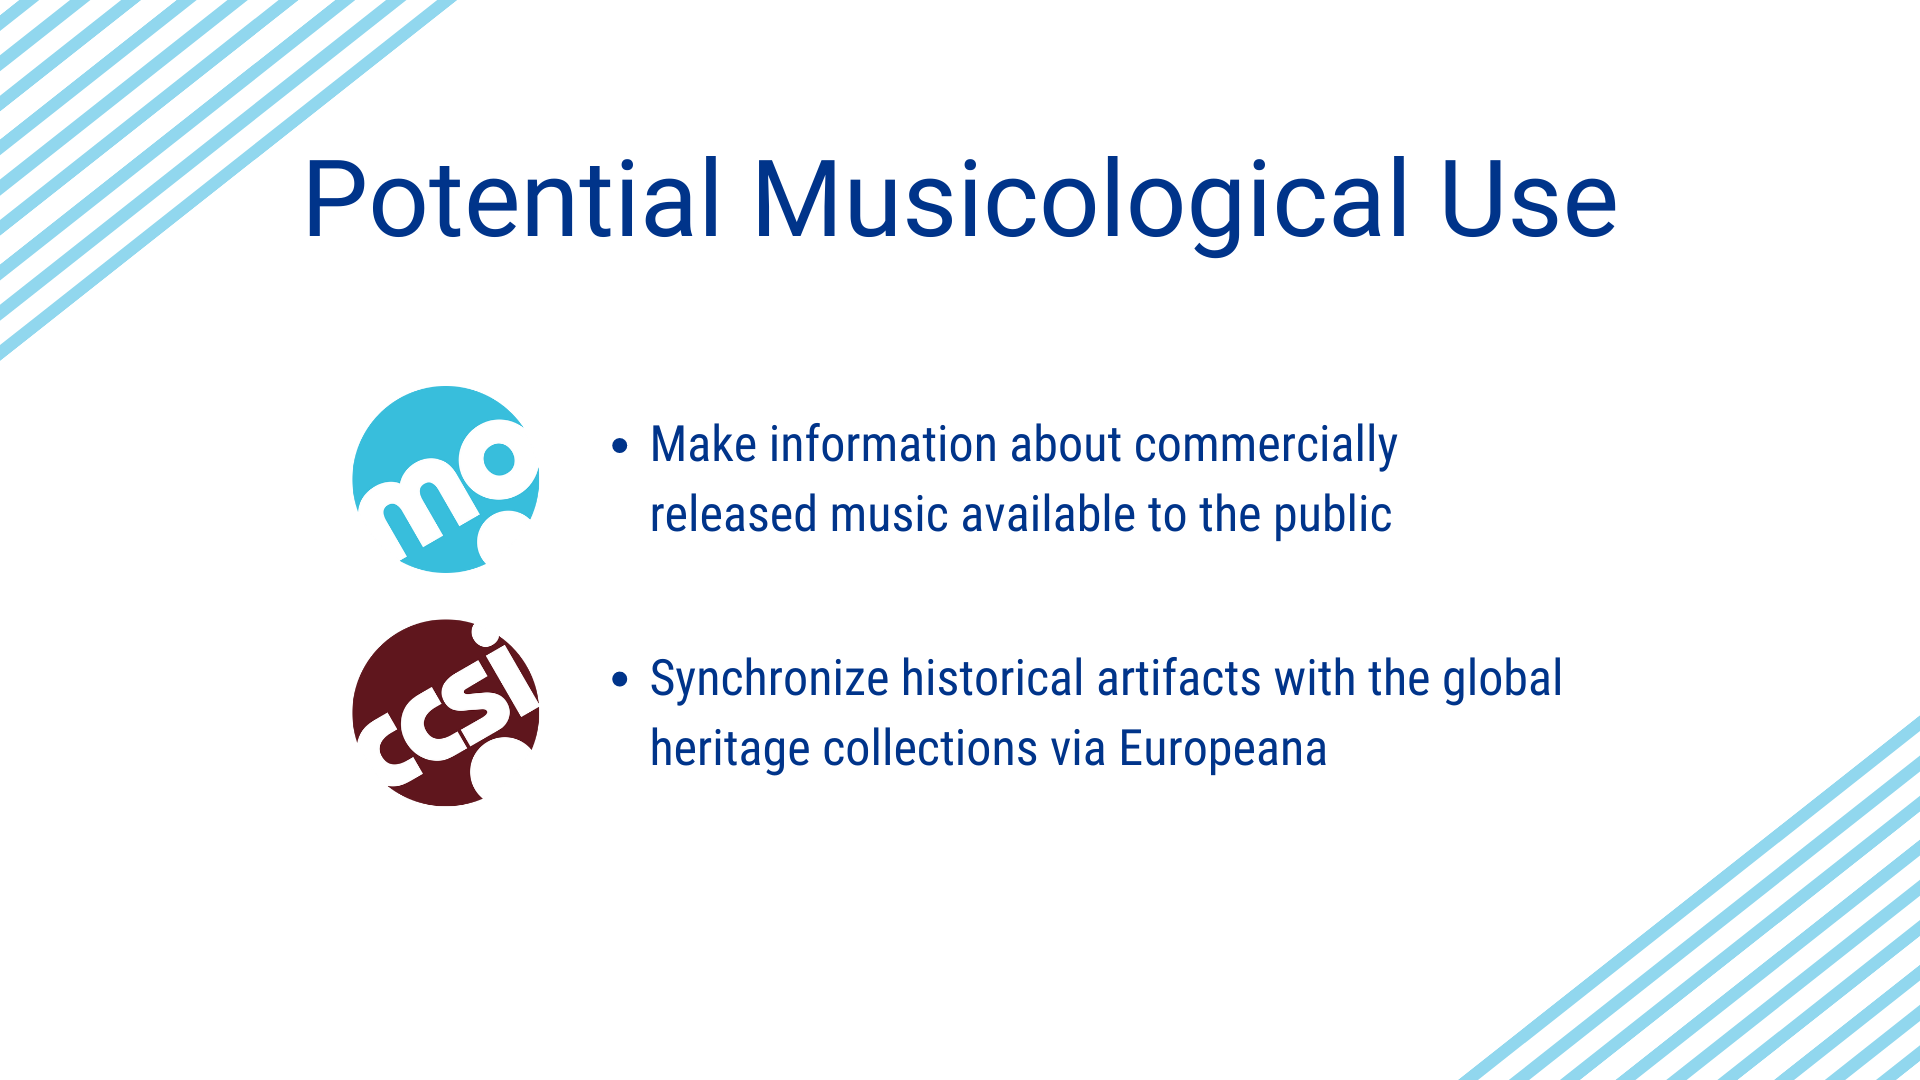 Potential Musicological Use
mo
• Make information about commercially
released music available to the public
ccsi
• Synchronize historical artifacts with the global
heritage collections via Europeana